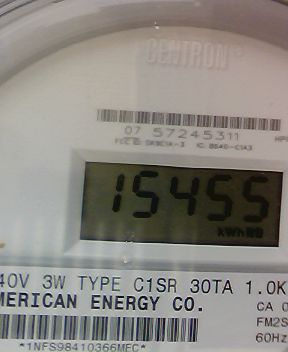 CENTRON
07 57245311
15455
40V 3W TYPE C1SR 30TA 1.0K
MERICAN ENERGY CO.
CA 0
FM2S
60Hz
*1NFS98410366MFC*